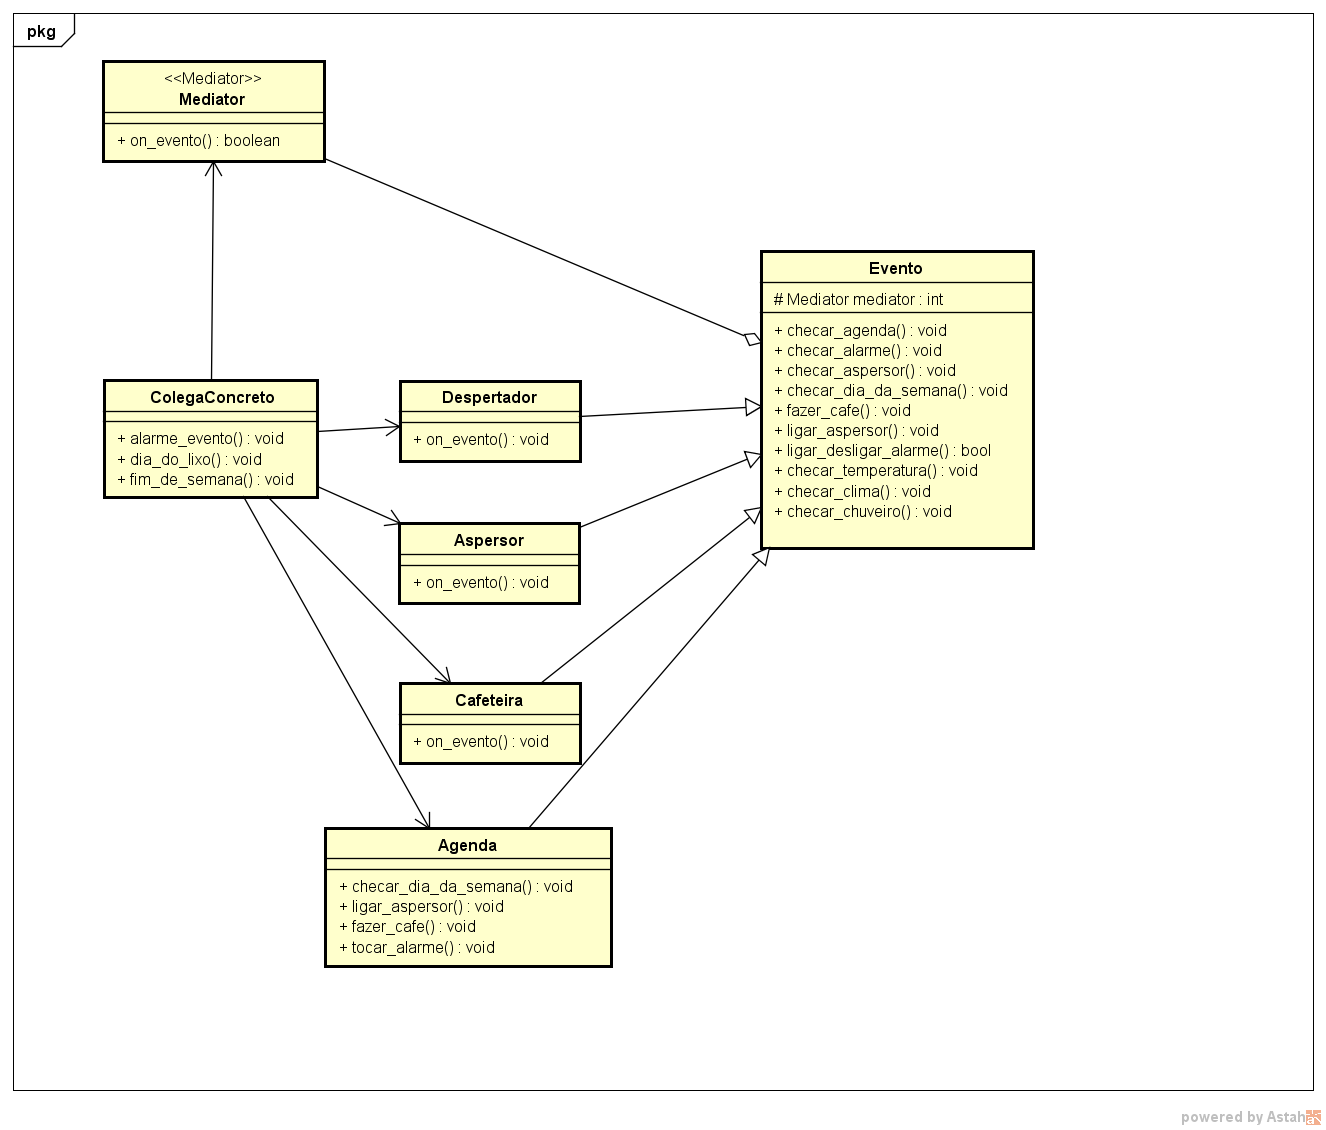 pkg
<<Mediator>>
Mediator
+ on_evento() : boolean
Evento
# Mediator mediator : int
+ checar_agenda() : void
+ checar_alarme() : void
+ checar_aspersor() : void
+ checar_dia_da_semana() : void
+ fazer_cafe() : void
+ ligar_aspersor() : void
+ ligar_desligar_alarme() : bool
+ checar_temperatura() : void
+ checar_clima() : void
+ checar_chuveiro() : void
ColegaConcreto
+ alarme_evento() : void
+ dia_do_lixo() : void
+ fim_de_semana() : void
Despertador
+ on_evento() : void
Aspersor
+ on_evento() : void
Cafeteira
+ on_evento() : void
Agenda
+ checar_dia_da_semana() : void
+ ligar_aspersor() : void
+ fazer_cafe() : void
+ tocar_alarme() : void
powered by Astah